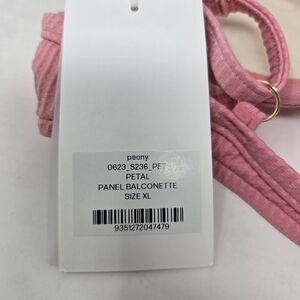 peony
0623_S236_PET
PETAL
PANEL BALCONETTE
SIZE XL
9351272047479